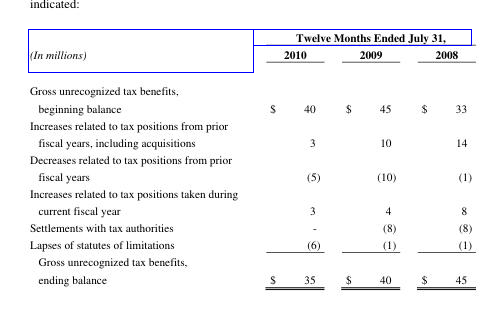 indicated:
Twelve Months Ended July 31,
(In millions) 2010 2009 2008
Gross unrecognized tax benefits,
beginning balance $ 40 $ 45 $ 33
Increases related to tax positions from prior
fiscal years, including acquisitions 3 10 14
Decreases related to tax positions from prior
fiscal years (5) (10) (1)
Increases related to tax positions taken during
current fiscal year 3 4 8
Settlements with tax authorities - (8) (8)
Lapses of statutes of limitations (6) (1) (1)
Gross unrecognized tax benefits,
ending balance $ 35 $ 40 $ 45